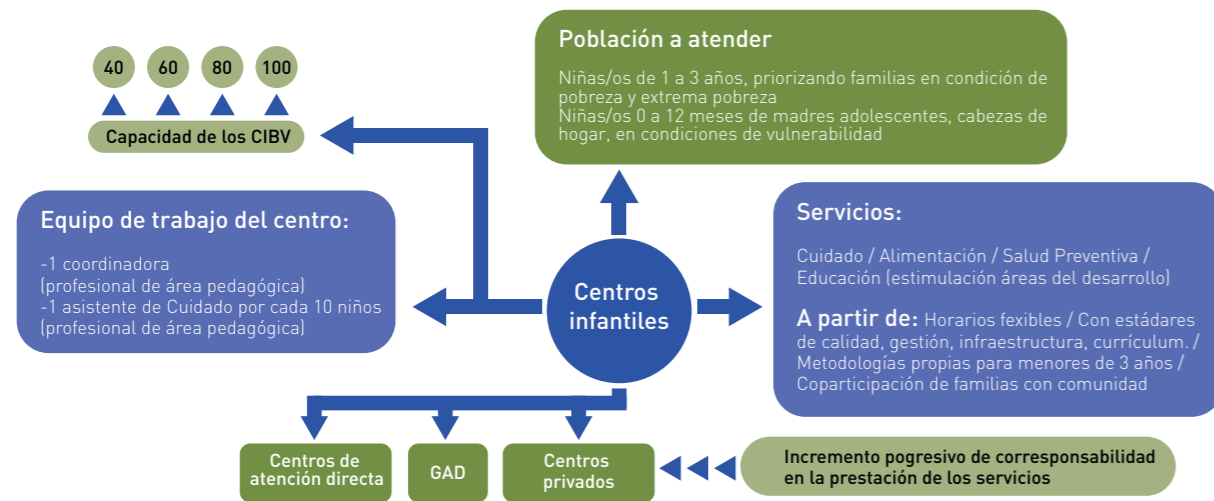 40 60 80 100
Capacidad de los CIBV
Población a atender
Niñas/os de 1 a 3 años, priorizando familias en condición de
pobreza y extrema pobreza
Niñas/os 0 a 12 meses de madres adolescentes, cabezas de
hogar, en condiciones de vulnerabilidad
Equipo de trabajo del centro:
-1 coordinadora
(profesional de área pedagógica)
-1 asistente de Cuidado por cada 10 niños
(profesional de área pedagógica)
Centros
infantiles
Servicios:
Cuidado / Alimentación / Salud Preventiva /
Educación (estimulación áreas del desarrollo)
A partir de: Horarios fexibles / Con estádares
de calidad, gestión, infraestructura, currículum. /
Metodologías propias para menores de 3 años /
Coparticipación de familias con comunidad
Centros de
atención directa
GAD
Centros
privados
Incremento pogresivo de corresponsabilidad
en la prestación de los servicios